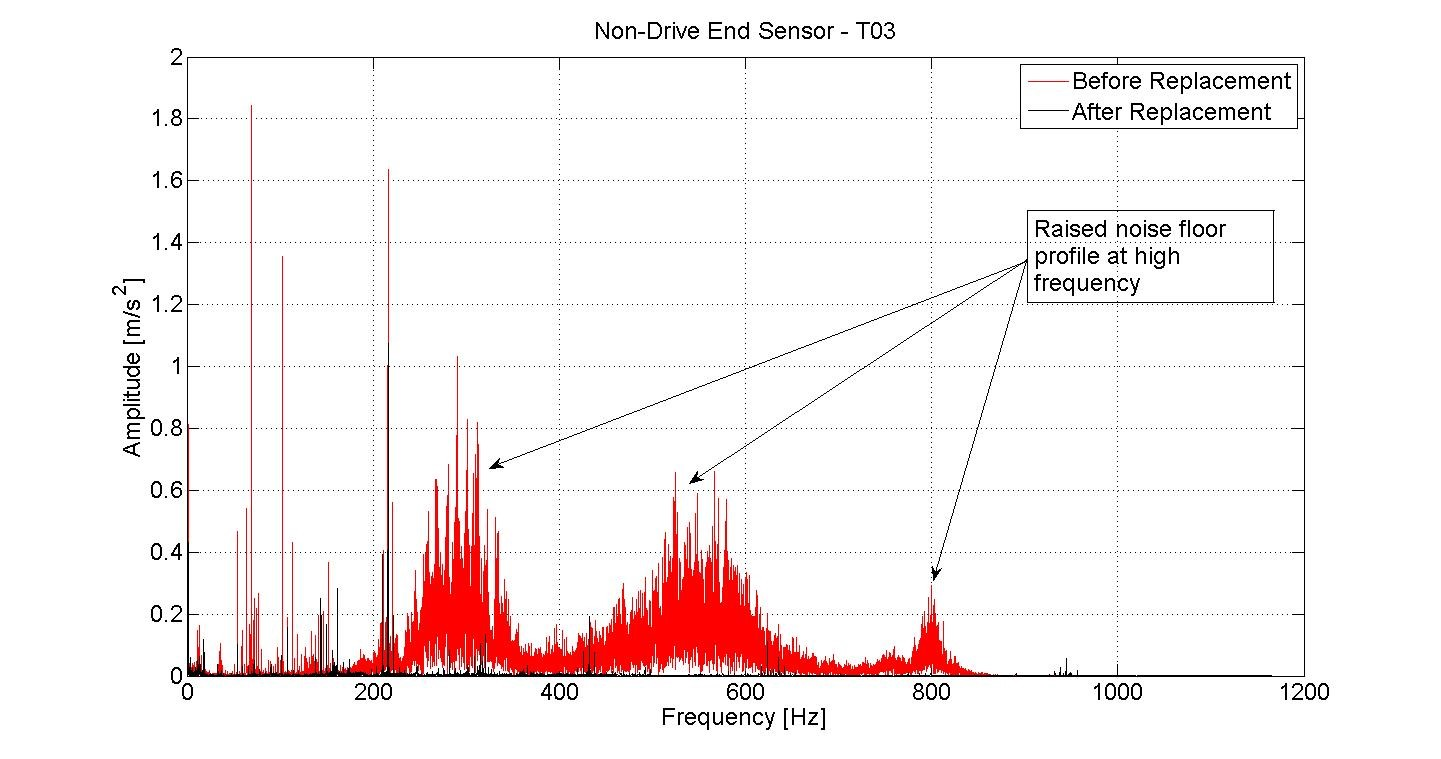 Non-Drive End Sensor - T03
Before Replacement
After Replacement
Raised noise floor
profile at high
frequency
Amplitude [m/s²]
2
1.8
1.6
1.4
1.2
1
0.8
0.6
0.4
0.2
0
0 200 400 600 800 1000 1200
Frequency [Hz]